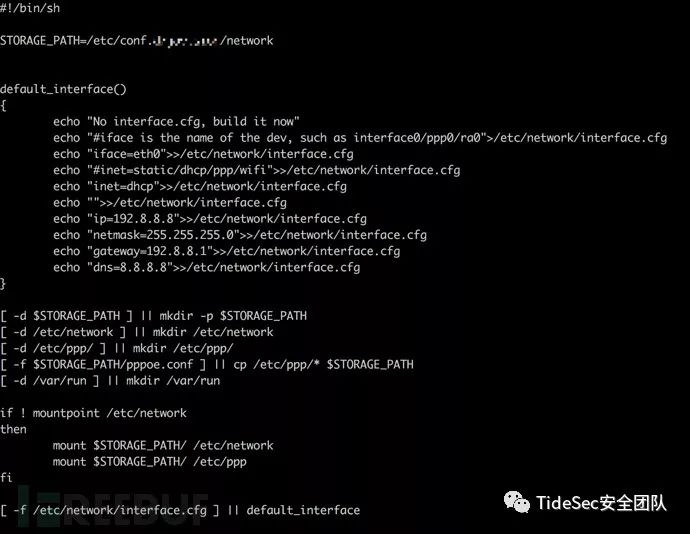 #!/bin/sh
STORAGE_PATH=/etc/conf. /network
default_interface()
{
echo "No interface.cfg, build it now"
echo "#iface is the name of the dev, such as interface0/ppp0/ra0">/etc/network/interface.cfg
echo "iface=eth0">>/etc/network/interface.cfg
echo "#inet=static/dhcp/ppp/wifi">>/etc/network/interface.cfg
echo "inet=dhcp">>/etc/network/interface.cfg
echo "">>/etc/network/interface.cfg
echo "ip=192.8.8.8">>/etc/network/interface.cfg
echo "netmask=255.255.255.0">>/etc/network/interface.cfg
echo "gateway=192.8.8.1">>/etc/network/interface.cfg
echo "dns=8.8.8.8">>/etc/network/interface.cfg
}
[ -d $STORAGE_PATH ] || mkdir -p $STORAGE_PATH
[ -d /etc/network ] || mkdir /etc/network
[ -d /etc/ppp/ ] || mkdir /etc/ppp/
[ -f $STORAGE_PATH/pppoe.conf ] || cp /etc/ppp/* $STORAGE_PATH
[ -d /var/run ] || mkdir /var/run
if ! mountpoint /etc/network
then
mount $STORAGE_PATH/ /etc/network
mount $STORAGE_PATH/ /etc/ppp
fi
[ -f /etc/network/interface.cfg ] || default_interface
FREEBUF
TideSec安全团队